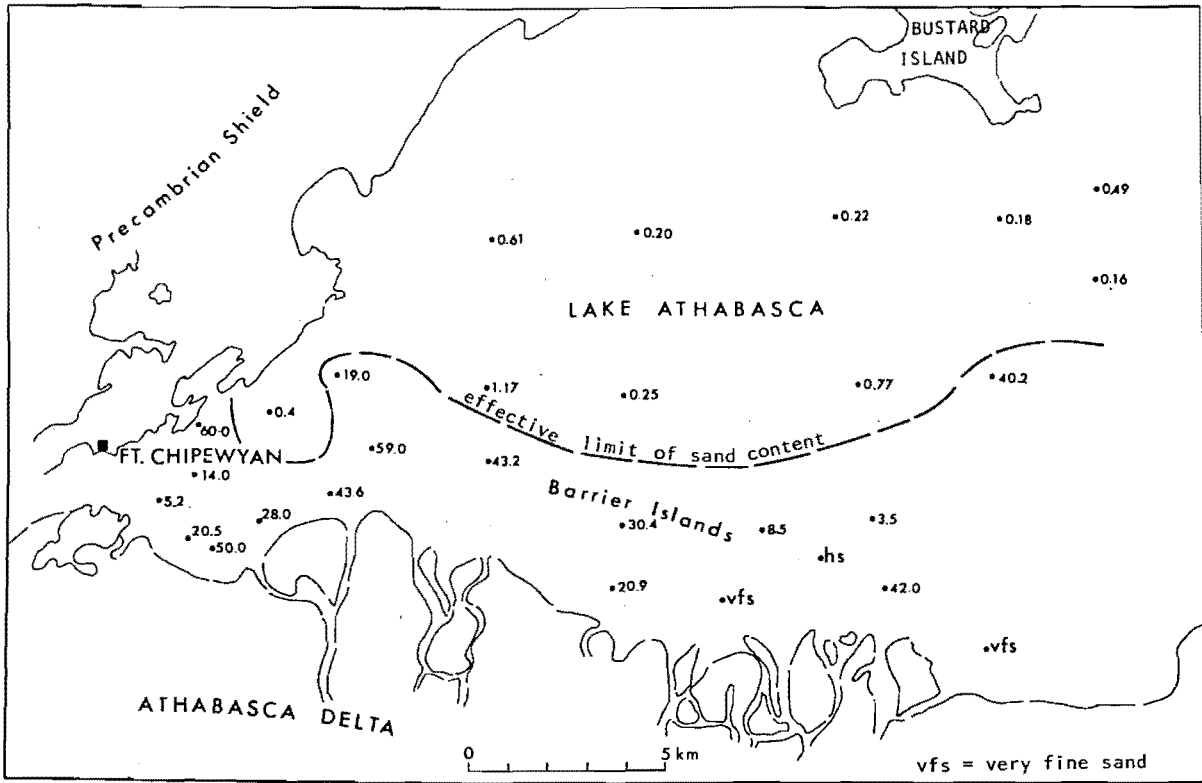 BUSTARD
ISLAND
Precambrian Shield
0.49
0.22
0.18
0.20
0.61
0.16
LAKE ATHABASCA
19.0
1.17
0.25
0.77
40.2
0.4
60.0
effective limit of sand content
FT. CHIPEWYAN
59.0
43.2
14.0
Barrier Islands
5.2
43.6
28.0
30.4
8.5
3.5
20.5
50.0
hs
20.9
vfs
42.0
vfs
ATHABASCA DELTA
0 5 km
vfs = very fine sand